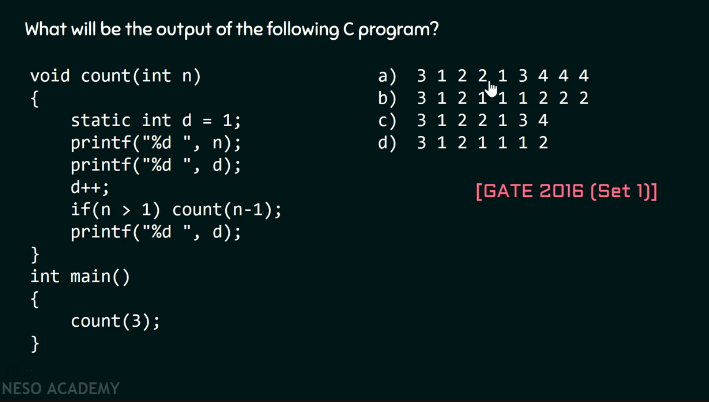 What will be the output of the following C program?
void count(int n)
{
static int d = 1;
printf("%d ", n);
printf("%d ", d);
d++;
if(n > 1) count(n-1);
printf("%d ", d);
}
int main()
{
count(3);
}
a) 3 1 2 2 1 3 4 4 4
b) 3 1 2 1 1 1 2 2 2
c) 3 1 2 2 1 3 4
d) 3 1 2 1 1 1 2
[GATE 2016 (Set 1)]
NESO ACADEMY